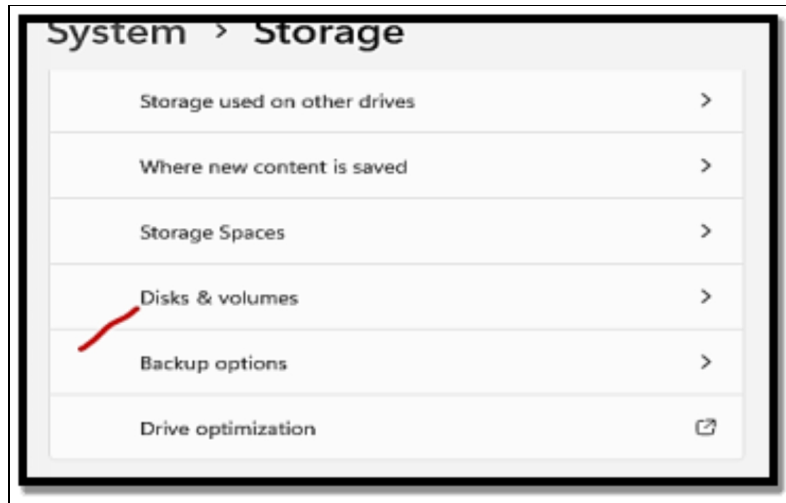 System > Storage
Storage used on other drives
Where new content is saved
Storage Spaces
Disks & volumes
Backup options
Drive optimization